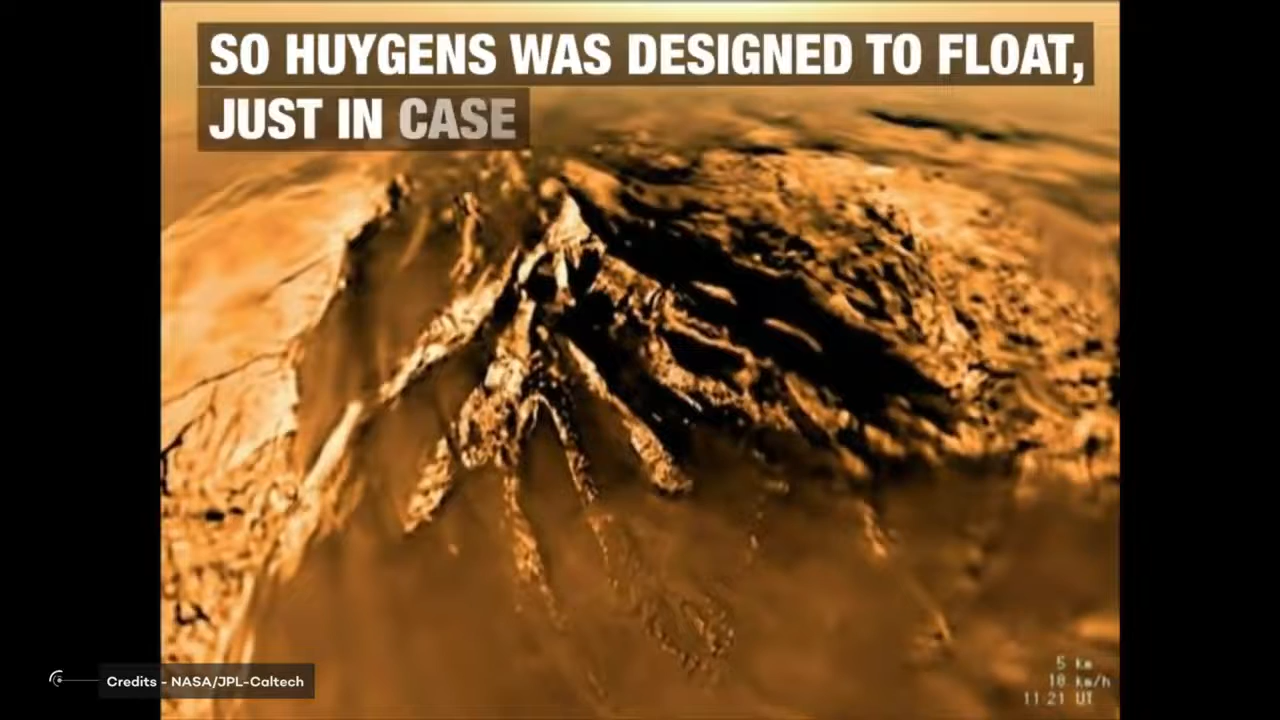 SO HUYGENS WAS DESIGNED TO FLOAT,
JUST IN CASE
Credits - NASA/JPL-Caltech
5 km
18 km/h
11:21 UT